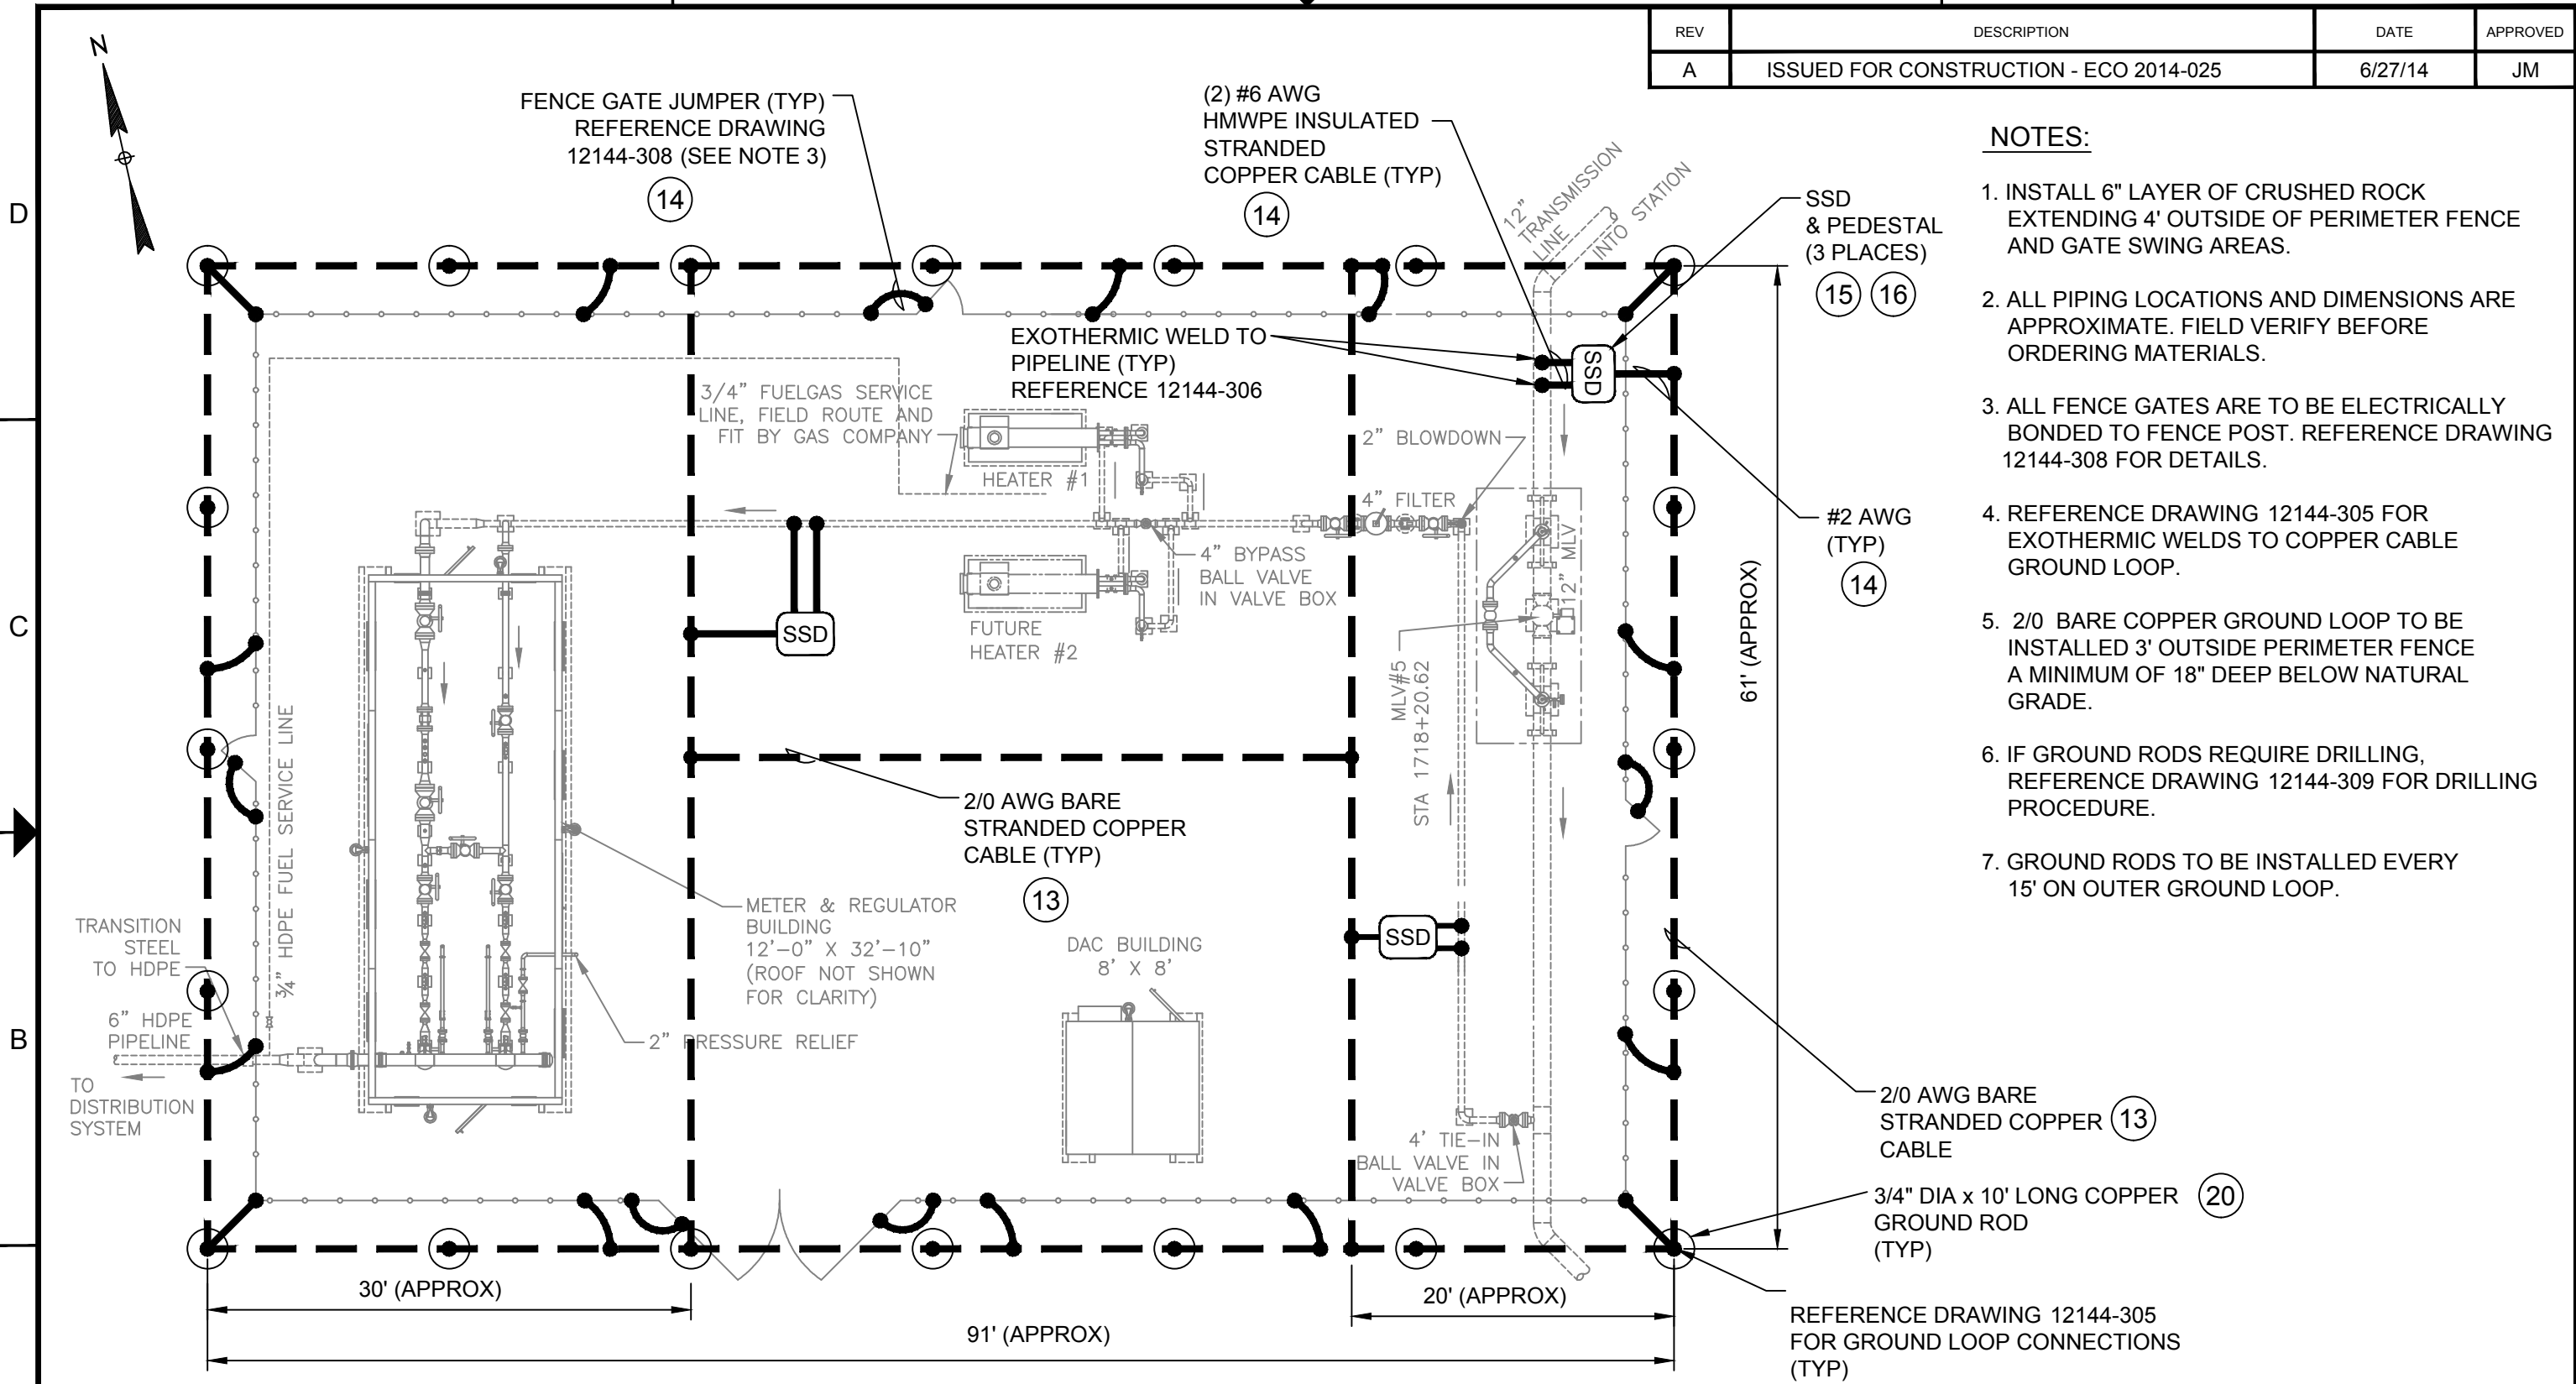 REV DESCRIPTION DATE APPROVED
A ISSUED FOR CONSTRUCTION - ECO 2014-025 6/27/14 JM
N
D
C
B
FENCE GATE JUMPER (TYP)
REFERENCE DRAWING
12144-308 (SEE NOTE 3)
14
(2) #6 AWG
HMWPE INSULATED
STRANDED
COPPER CABLE (TYP)
14
12"
TRANSMISSION
LINE
INTO STATION
SSD
& PEDESTAL
(3 PLACES)
15 16
EXOTHERMIC WELD TO
PIPELINE (TYP)
REFERENCE 12144-306
SSD
3/4" FUELGAS SERVICE
LINE, FIELD ROUTE AND
FIT BY GAS COMPANY
HEATER #1
2" BLOWDOWN
4" FILTER
4" BYPASS
BALL VALVE
IN VALVE BOX
FUTURE
HEATER #2
SSD
12" MLV
MLV#5
STA 1718+20.62
#2 AWG
(TYP)
14
61' (APPROX)
3/4" HDPE FUEL SERVICE LINE
2/0 AWG BARE
STRANDED COPPER
CABLE (TYP)
13
METER & REGULATOR
BUILDING
12'-0" X 32'-10"
(ROOF NOT SHOWN
FOR CLARITY)
2" PRESSURE RELIEF
DAC BUILDING
8' X 8'
SSD
TRANSITION
STEEL
TO HDPE
6" HDPE
PIPELINE
TO
DISTRIBUTION
SYSTEM
4' TIE-IN
BALL VALVE IN
VALVE BOX
2/0 AWG BARE
STRANDED COPPER 13
CABLE
3/4" DIA x 10' LONG COPPER 20
GROUND ROD
(TYP)
REFERENCE DRAWING 12144-305
FOR GROUND LOOP CONNECTIONS
(TYP)
30' (APPROX)
20' (APPROX)
91' (APPROX)
NOTES:
1. INSTALL 6" LAYER OF CRUSHED ROCK
EXTENDING 4' OUTSIDE OF PERIMETER FENCE
AND GATE SWING AREAS.
2. ALL PIPING LOCATIONS AND DIMENSIONS ARE
APPROXIMATE. FIELD VERIFY BEFORE
ORDERING MATERIALS.
3. ALL FENCE GATES ARE TO BE ELECTRICALLY
BONDED TO FENCE POST. REFERENCE DRAWING
12144-308 FOR DETAILS.
4. REFERENCE DRAWING 12144-305 FOR
EXOTHERMIC WELDS TO COPPER CABLE
GROUND LOOP.
5. 2/0 BARE COPPER GROUND LOOP TO BE
INSTALLED 3' OUTSIDE PERIMETER FENCE
A MINIMUM OF 18" DEEP BELOW NATURAL
GRADE.
6. IF GROUND RODS REQUIRE DRILLING,
REFERENCE DRAWING 12144-309 FOR DRILLING
PROCEDURE.
7. GROUND RODS TO BE INSTALLED EVERY
15' ON OUTER GROUND LOOP.